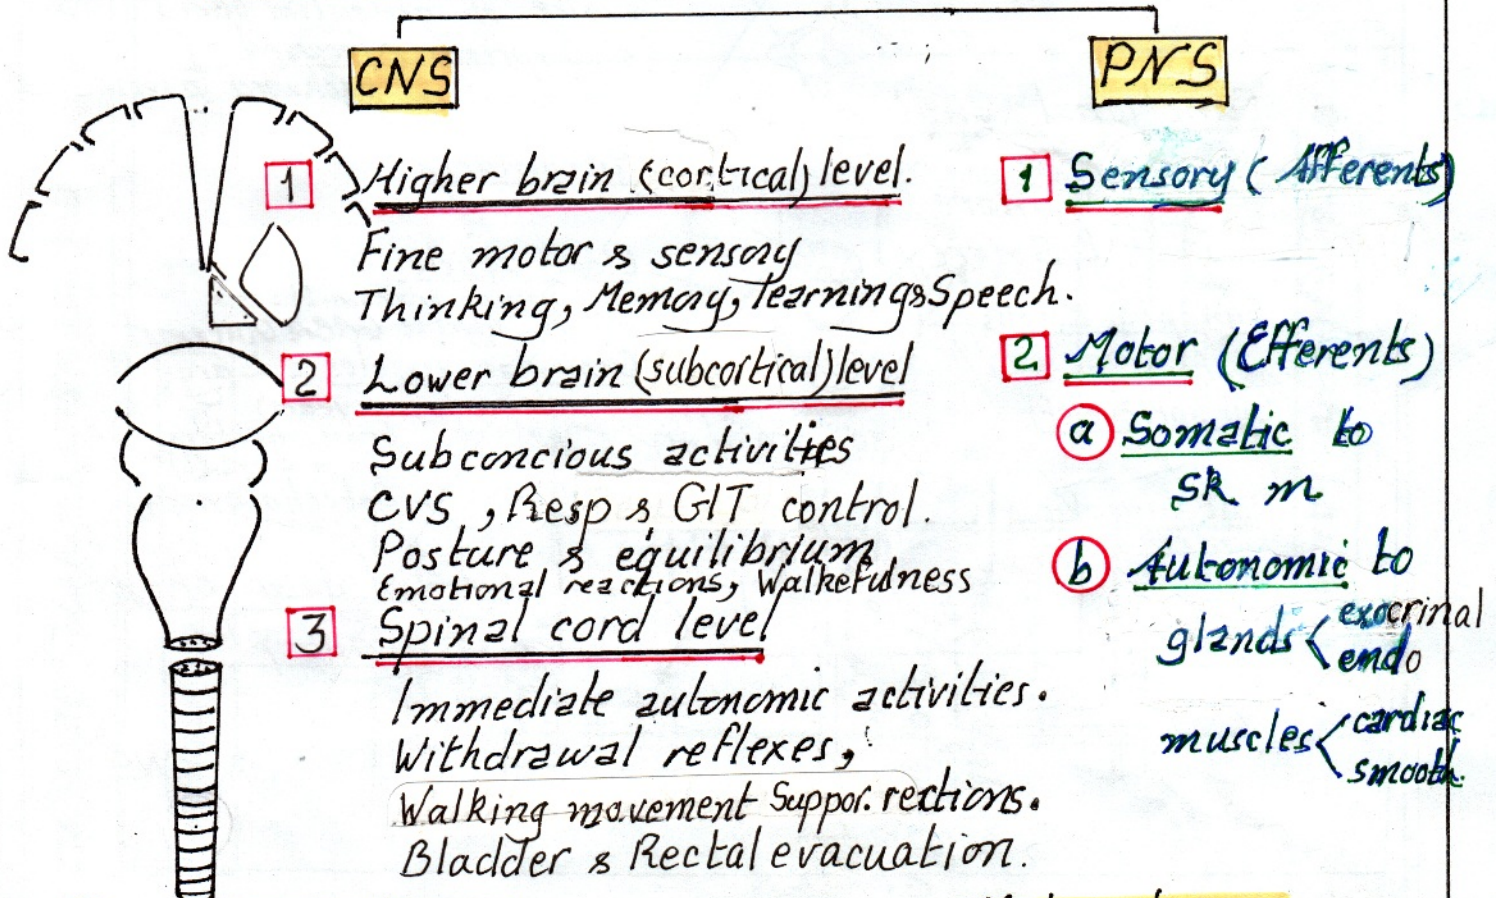 CNS
1 Higher brain (cortical) level.
Fine motor & sensory
Thinking, Memory, learning & Speech.
2 Lower brain (subcortical) level
Subconcious activities
CVS, Resp & GIT control.
Posture & equilibrium
Emotional reactions, Walkefulness
3 Spinal cord level
Immediate autonomic activities.
Withdrawal reflexes,
Walking movement Suppor. rections.
Bladder & Rectal evacuation.
PNS
1 Sensory (Afferents)
2 Motor (Efferents)
a Somatic to
SK m
b Autonomic to
glands exocrinal
endo
muscles cardiac
smooth.